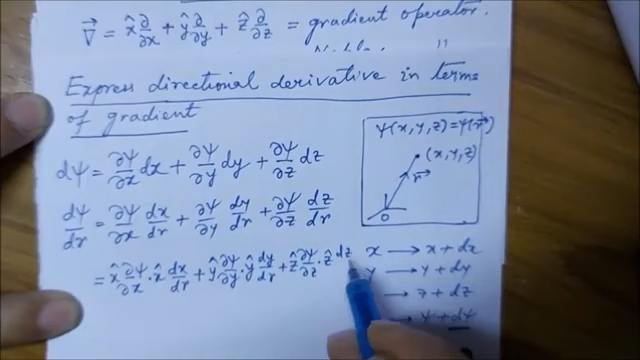 ∇⃗ = x̂ ∂/∂x + ŷ ∂/∂y + ẑ ∂/∂z = gradient operator.
"
Express directional derivative in terms
of gradient
ψ(x,y,z)=ψ(r⃗)
(x,y,z)
r⃗
O
dψ = ∂ψ/∂x dx + ∂ψ/∂y dy + ∂ψ/∂z dz
dψ/dr = ∂ψ/∂x dx/dr + ∂ψ/∂y dy/dr + ∂ψ/∂z dz/dr
= x̂ ∂ψ/∂x · x̂ dx/dr + ŷ ∂ψ/∂y · ŷ dy/dr + ẑ ∂ψ/∂z · ẑ dz
x → x+dx
y → y+dy
→ z+dz
→ ψ+dψ